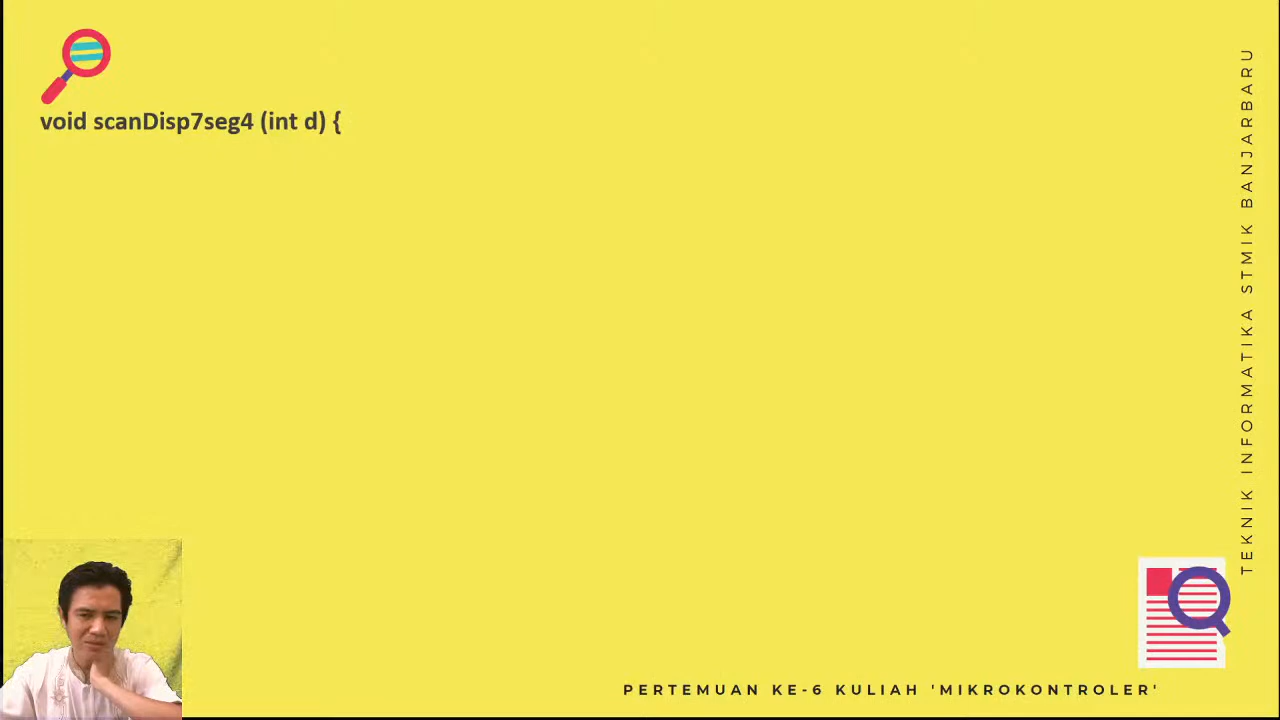 void scanDisp7seg4 (int d) {
TEKNIK INFORMATIKA STMIK BANJARBARU
PERTEMUAN KE-6 KULIAH 'MIKROKONTROLER'